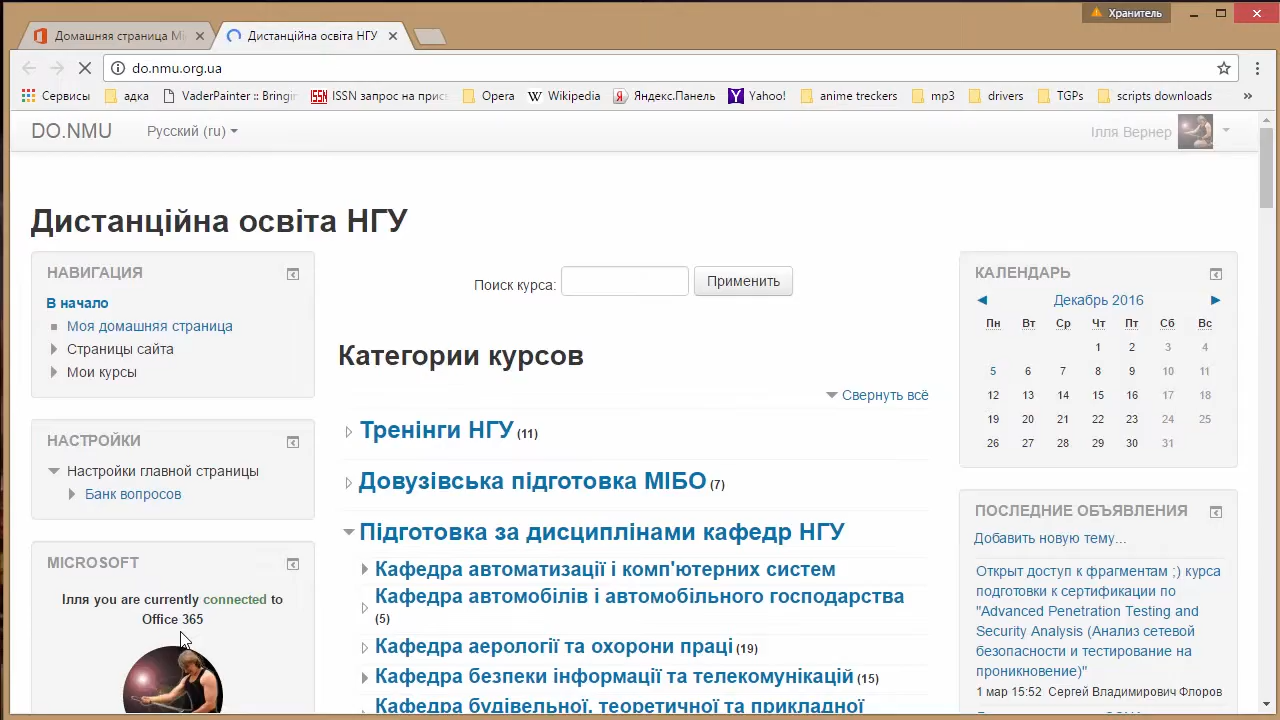 Хранитель
Домашняя страница Mi
Дистанційна освіта НГУ
do.nmu.org.ua
Сервисы
адка
VaderPainter :: Bringin
ISSN запрос на прис
Opera
Wikipedia
Яндекс.Панель
Yahoo!
anime treckers
mp3
drivers
TGPs
scripts downloads
DO.NMU
Русский (ru)
Ілля Вернер
Дистанційна освіта НГУ
НАВИГАЦИЯ
В начало
Моя домашняя страница
Страницы сайта
Мои курсы
НАСТРОЙКИ
Настройки главной страницы
Банк вопросов
MICROSOFT
Ілля you are currently connected to
Office 365
Поиск курса:
Применить
Категории курсов
Свернуть всё
Тренінги НГУ (11)
Довузівська підготовка МІБО (7)
Підготовка за дисциплінами кафедр НГУ
Кафедра автоматизації і комп'ютерних систем
Кафедра автомобілів і автомобільного господарства
(5)
Кафедра аерології та охорони праці (19)
Кафедра безпеки інформації та телекомунікацій (15)
Кафедра будівельної, теоретичної та прикладної
КАЛЕНДАРЬ
Декабрь 2016
Пн Вт Ср Чт Пт Сб Вс
1 2 3 4
5 6 7 8 9 10 11
12 13 14 15 16 17 18
19 20 21 22 23 24 25
26 27 28 29 30 31
ПОСЛЕДНИЕ ОБЪЯВЛЕНИЯ
Добавить новую тему...
Открыт доступ к фрагментам ;) курса
подготовки к сертификации по
"Advanced Penetration Testing and
Security Analysis (Анализ сетевой
безопасности и тестирование на
проникновение)"
1 мар 15:52 Сергей Владимирович Флоров